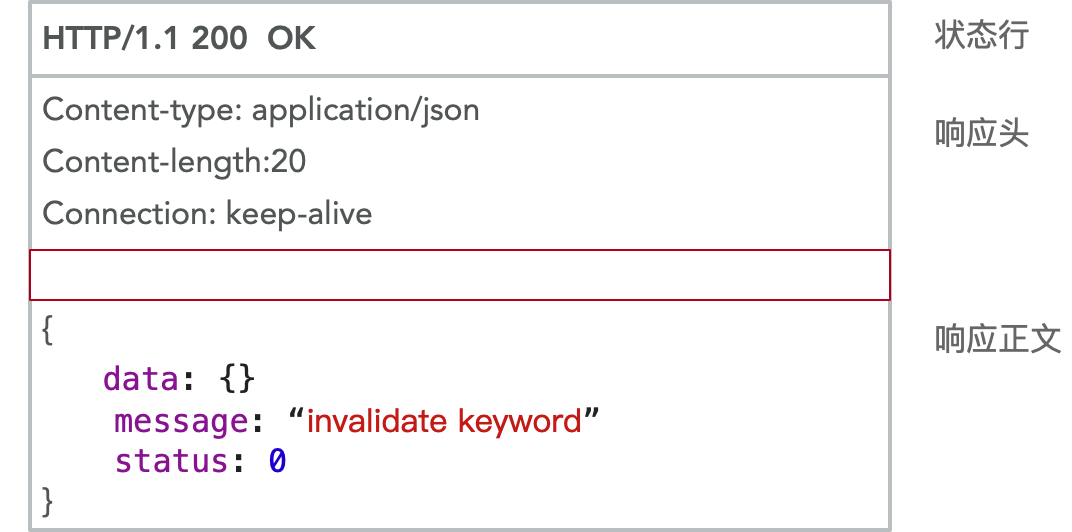 HTTP/1.1 200  OK
状态行
Content-type: application/json
响应头
Content-length:20
Connection: keep-alive
{
响应正文
data: {}
message: “invalidate keyword”
status: 0
}